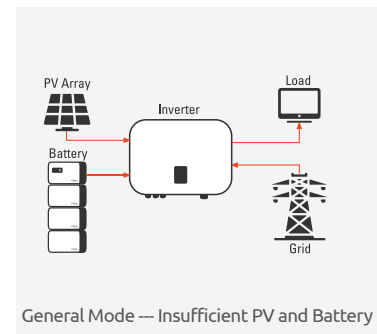 PV Array
Inverter
Load
Battery
Grid
General Mode --- Insufficient PV and Battery